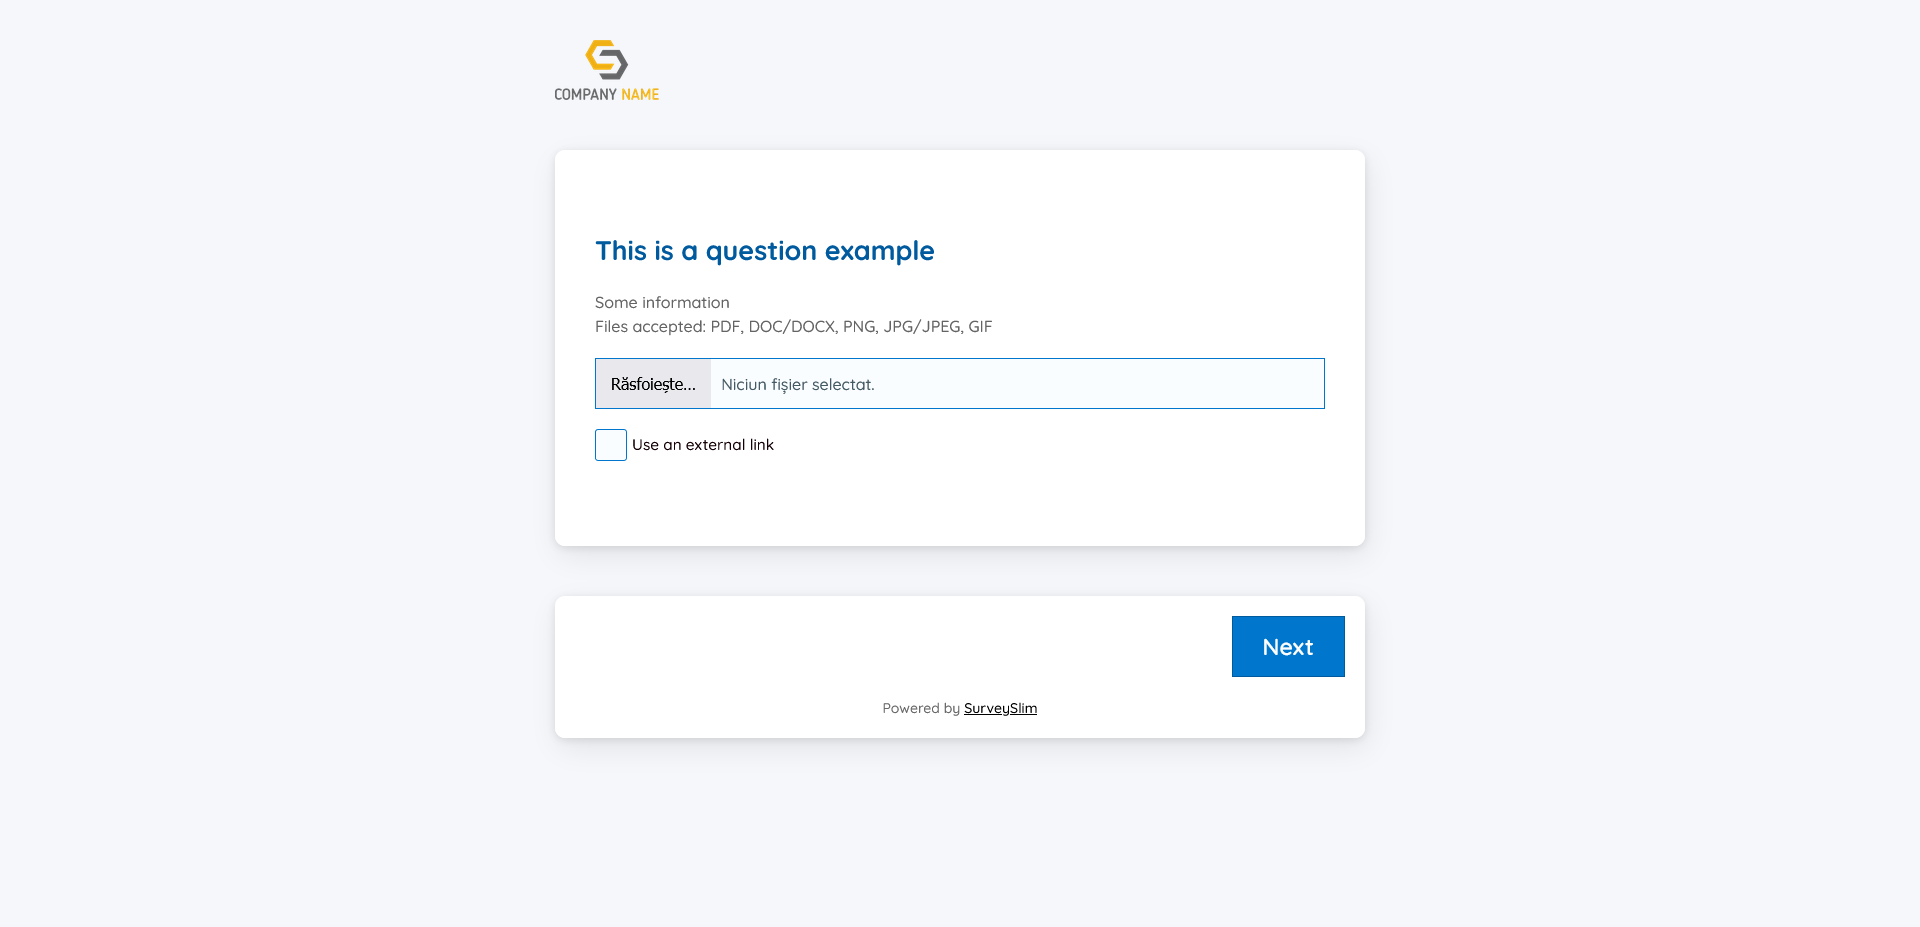 COMPANY NAME
This is a question example
Some information
Files accepted: PDF, DOC/DOCX, PNG, JPG/JPEG, GIF
Răsfoiește... Niciun fișier selectat.
Use an external link
Next
Powered by SurveySlim